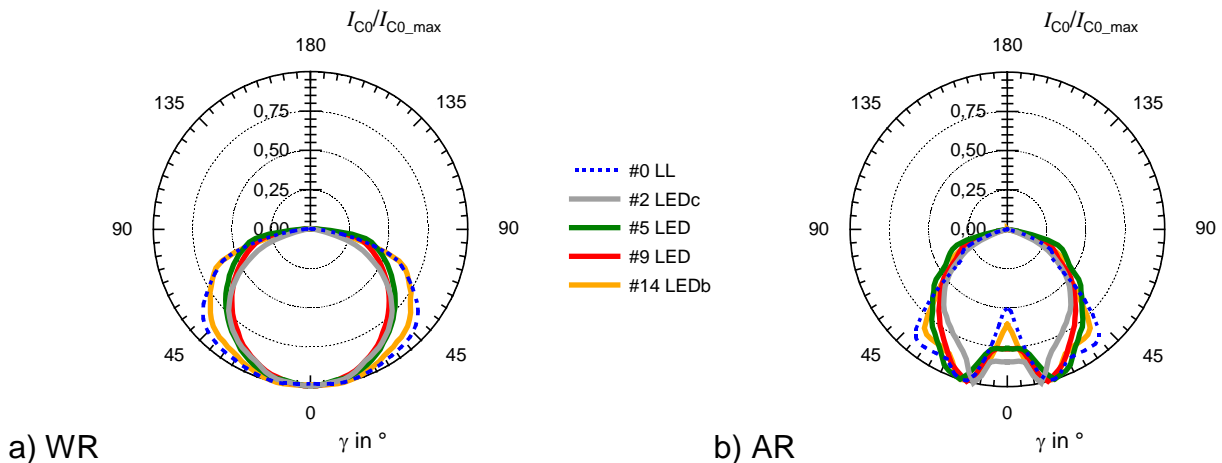 I_C0/I_C0_max
180
135
135
0,75
0,50
0,25
0,00
90
90
45
45
0
γ in °
a) WR
#0 LL
#2 LEDc
#5 LED
#9 LED
#14 LEDb
I_C0/I_C0_max
180
135
135
0,75
0,50
0,25
0,00
90
90
45
45
0
γ in °
b) AR